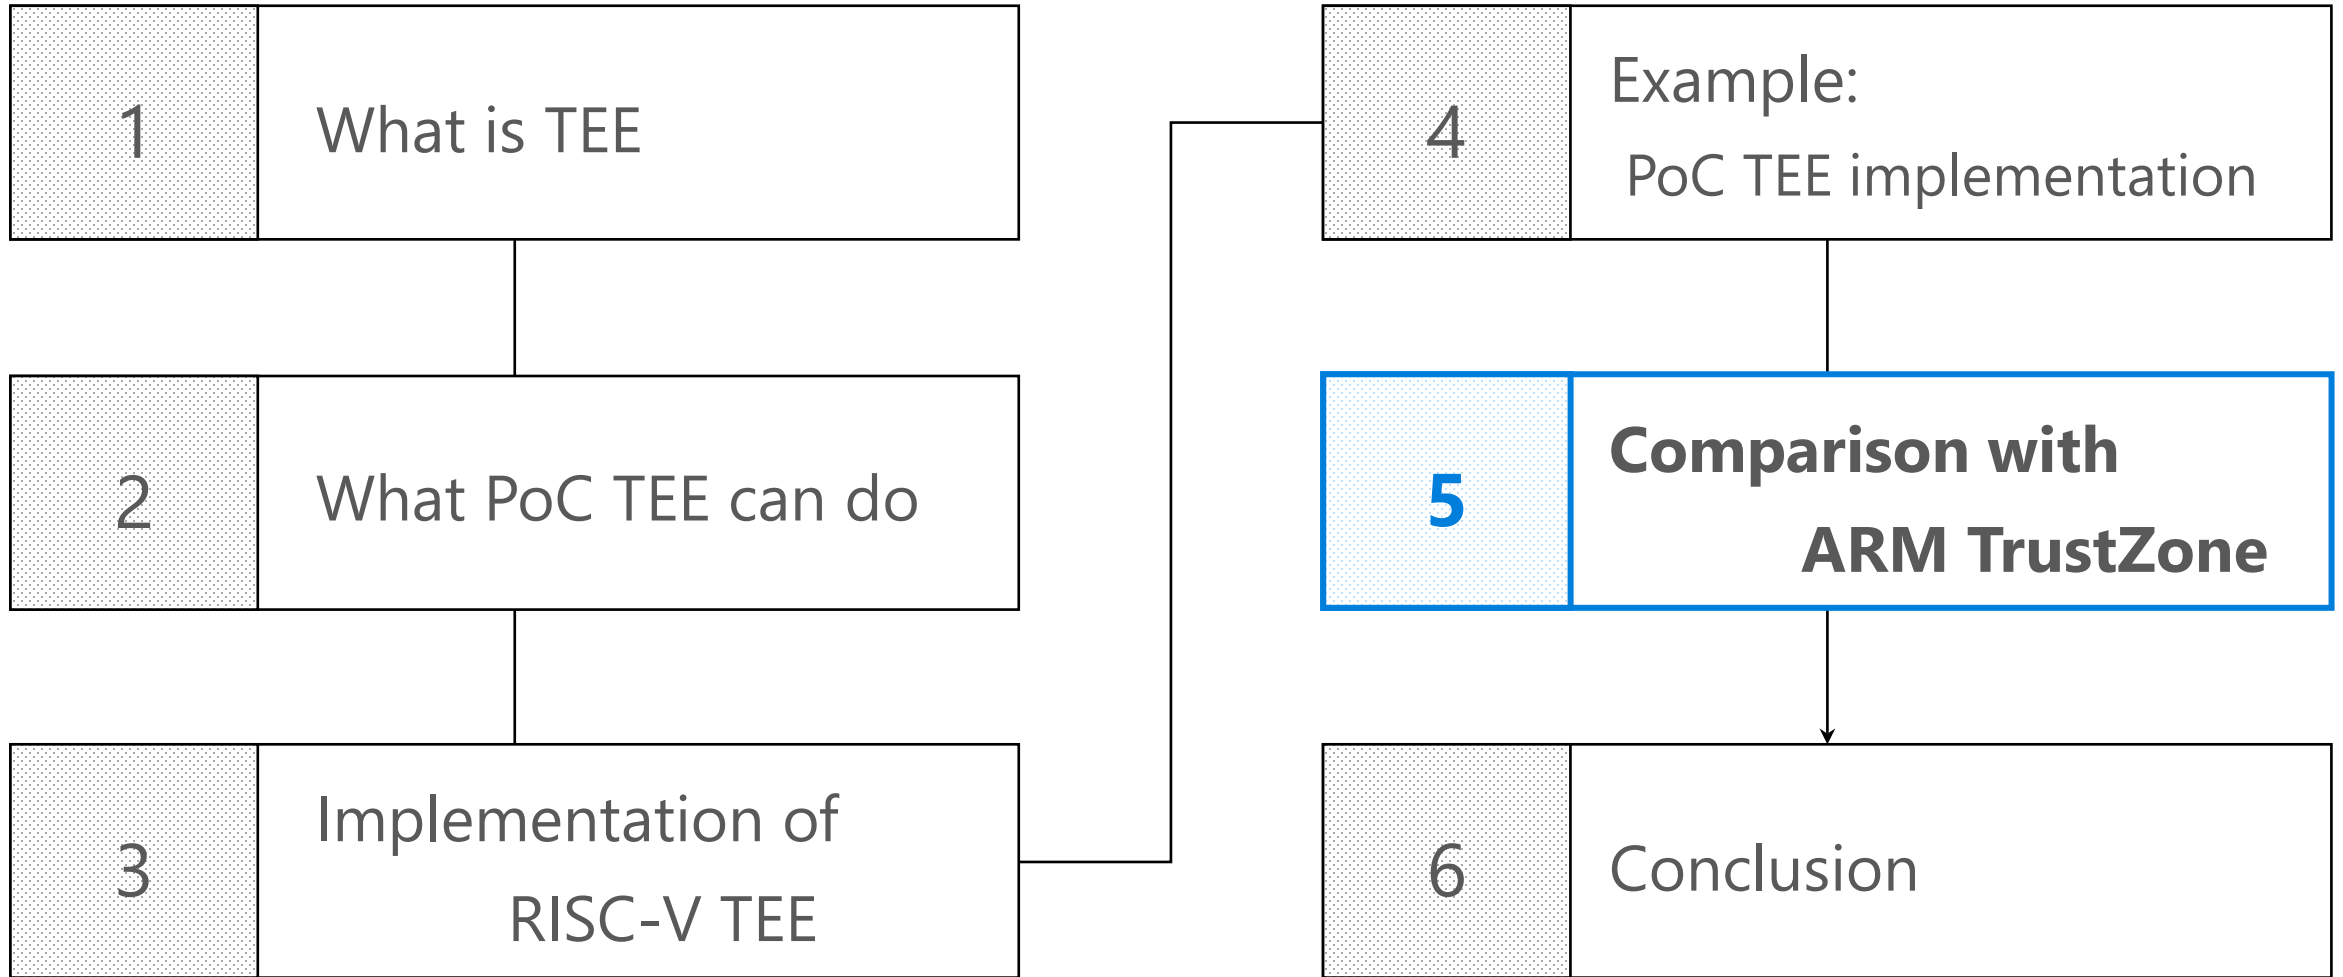 1
What is TEE
2
What PoC TEE can do
3
Implementation of
RISC-V TEE
4
Example:
PoC TEE implementation
5
Comparison with
ARM TrustZone
6
Conclusion